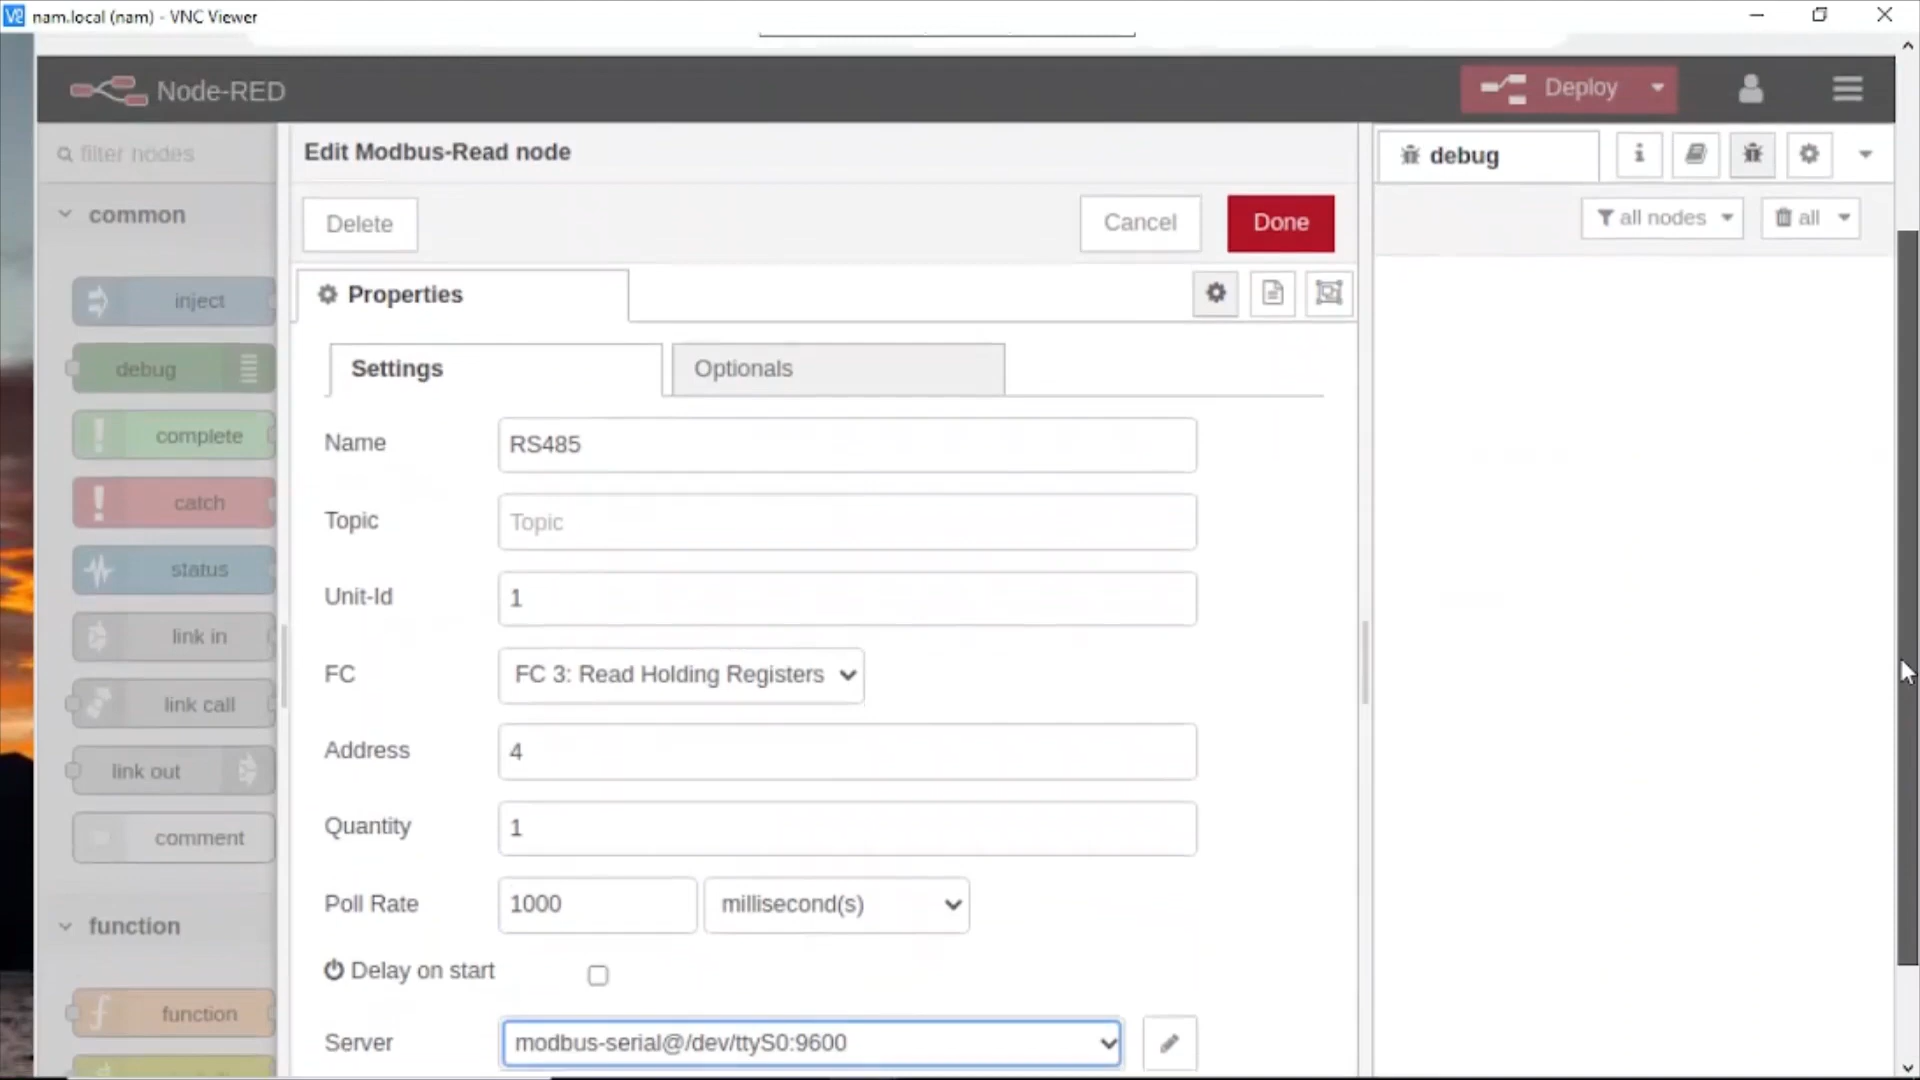 nam.local (nam) - VNC Viewer
Node-RED
Deploy
filter nodes
Edit Modbus-Read node
debug
common
Delete
Cancel
Done
all nodes
all
Properties
inject
debug
complete
catch
status
link in
link call
link out
comment
function
function
Settings
Optionals
Name
RS485
Topic
Topic
Unit-Id
1
FC
FC 3: Read Holding Registers
Address
4
Quantity
1
Poll Rate
1000
millisecond(s)
Delay on start
Server
modbus-serial@/dev/ttyS0:9600